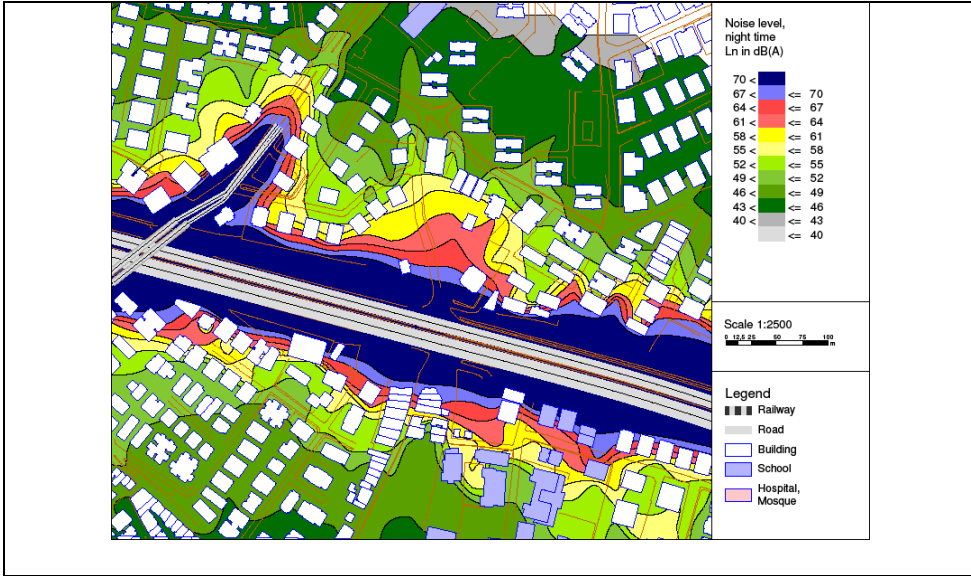 Noise level,
night time
Ln in dB(A)
70 <
67 < <= 70
64 < <= 67
61 < <= 64
58 < <= 61
55 < <= 58
52 < <= 55
49 < <= 52
46 < <= 49
43 < <= 46
40 < <= 43
<= 40
Scale 1:2500
0 12,5 25 50 75 100
m
Legend
Railway
Road
Building
School
Hospital,
Mosque